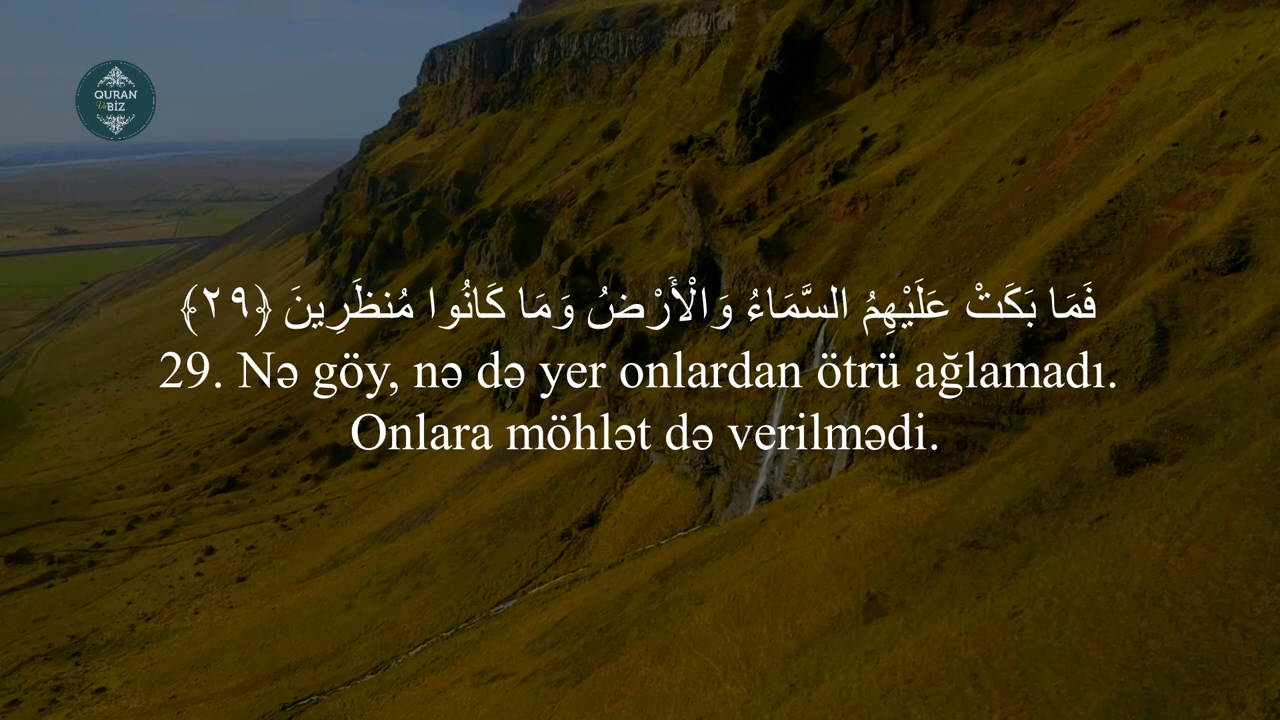 QURAN
Və BİZ
فَمَا بَكَتْ عَلَيْهِمُ السَّمَاءُ وَالْأَرْضُ وَمَا كَانُوا مُنظَرِينَ ﴿٢٩﴾
29. Nə göy, nə də yer onlardan ötrü ağlamadı.
Onlara möhlət də verilmədi.